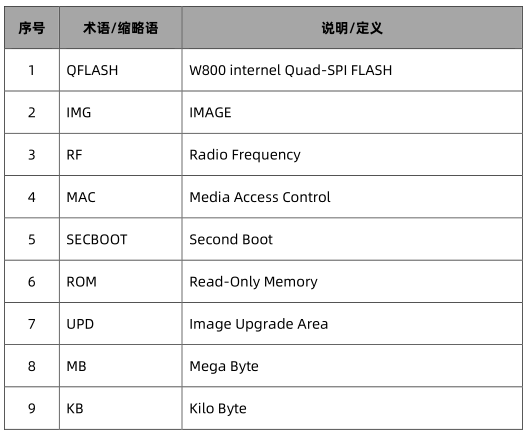 序号 术语/缩略语 说明/定义
1 QFLASH W800 internel Quad-SPI FLASH
2 IMG IMAGE
3 RF Radio Frequency
4 MAC Media Access Control
5 SECBOOT Second Boot
6 ROM Read-Only Memory
7 UPD Image Upgrade Area
8 MB Mega Byte
9 KB Kilo Byte